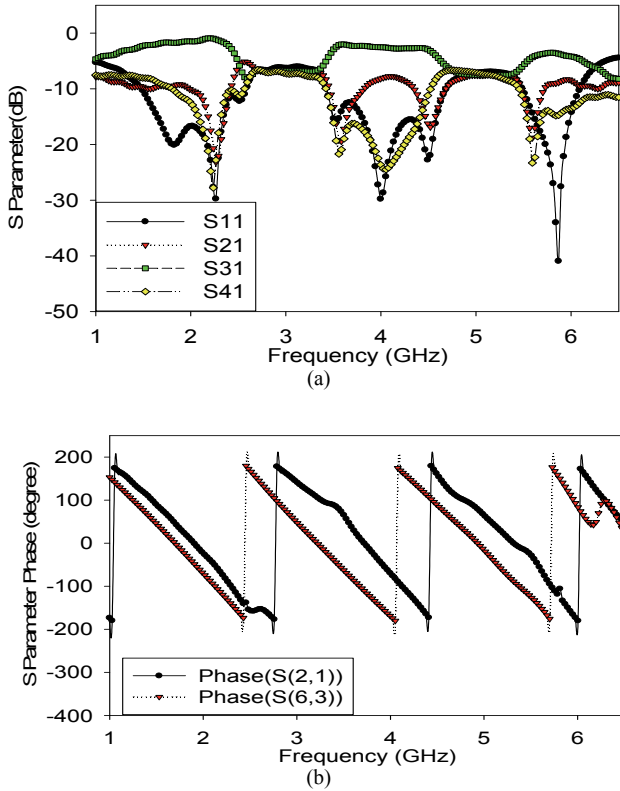 0
-10
-20
-30
-40
-50
S Parameter(dB)
S11
S21
S31
S41
1 2 3 4 5 6
Frequency (GHz)
(a)
200
100
0
-100
-200
-300
-400
S Parameter Phase (degree)
Phase(S(2,1))
Phase(S(6,3))
1 2 3 4 5 6
Frequency (GHz)
(b)